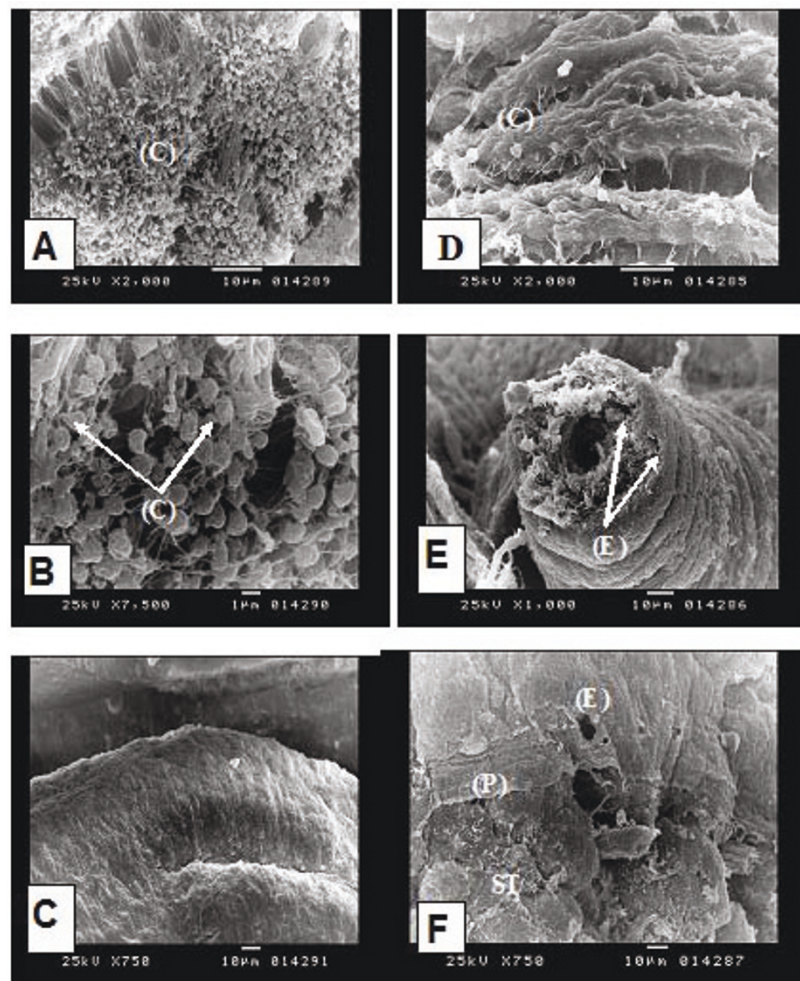 (C)
A
25kV X2,000 10µm 014289
(C)
D
25kV X2,000 10µm 014285
(C)
B
25kV X7,500 1µm 014290
(E)
E
25kV X1,000 10µm 014286
C
25kV X750 10µm 014291
(E)
(P)
ST
F
25kV X750 10µm 014287